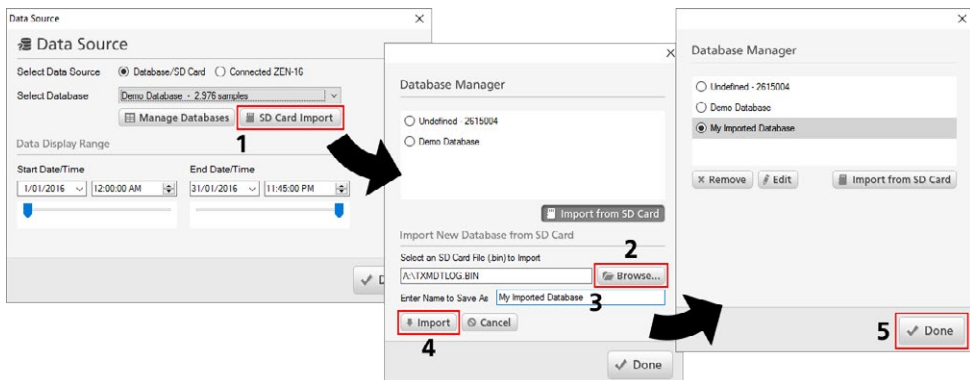 Data Source
Data Source
Select Data Source Database/SD Card Connected ZEN-16
Select Database Demo Database - 2,976 samples
Manage Databases SD Card Import
1
Data Display Range
Start Date/Time End Date/Time
1/01/2016 12:00:00 AM 31/01/2016 11:45:00 PM
Database Manager
Undefined - 2615004
Demo Database
Import from SD Card
Import New Database from SD Card
2
Select an SD Card File (.bin) to Import
A:\TXMDTLOG.BIN Browse...
Enter Name to Save As My Imported Database
3
Import Cancel
4
Done
Database Manager
Undefined - 2615004
Demo Database
My Imported Database
Remove Edit Import from SD Card
5 Done